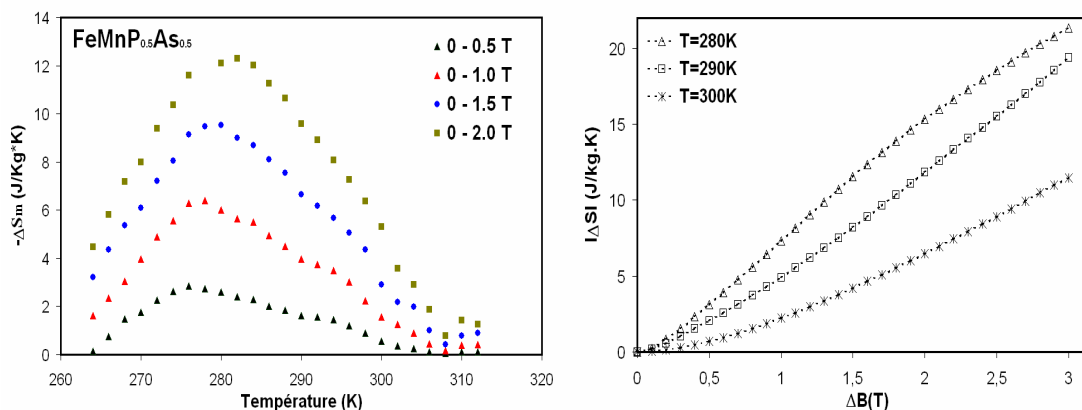 -ΔSm (J/Kg*K)
14
12
10
8
6
4
2
0
FeMnP0.5As0.5
0 - 0.5 T
0 - 1.0 T
0 - 1.5 T
0 - 2.0 T
260 270 280 290 300 310 320
Température (K)
IΔSI (J/kg.K)
20
15
10
5
0
T=280K
T=290K
T=300K
0 0,5 1 1,5 2 2,5 3
ΔB(T)